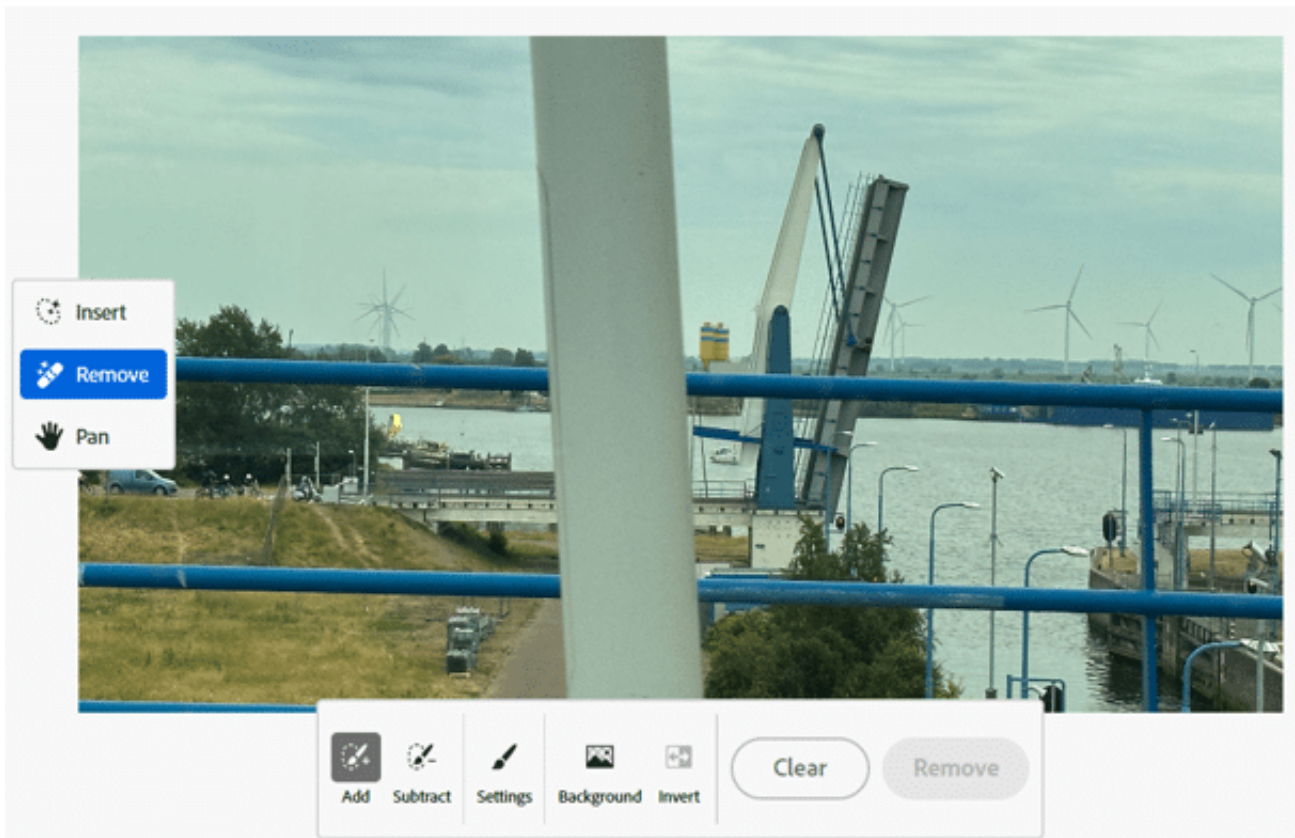 Insert
Remove
Pan
Add
Subtract
Settings
Background
Invert
Clear
Remove